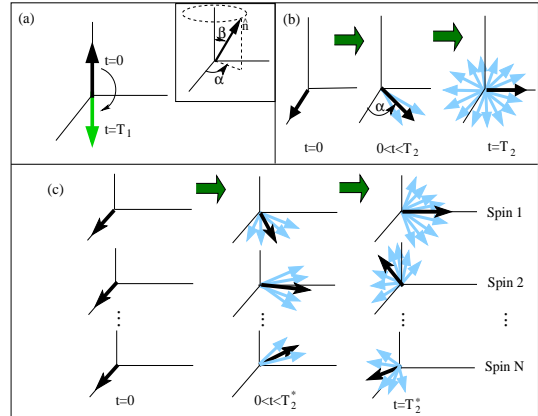 (a)
t=0
t=T₁
β
n̂
α
(b)
α
t=0
0<t<T₂
t=T₂
(c)
Spin 1
Spin 2
⋮ ⋮ ⋮ ⋮
Spin N
t=0
0<t<T₂*
t=T₂*